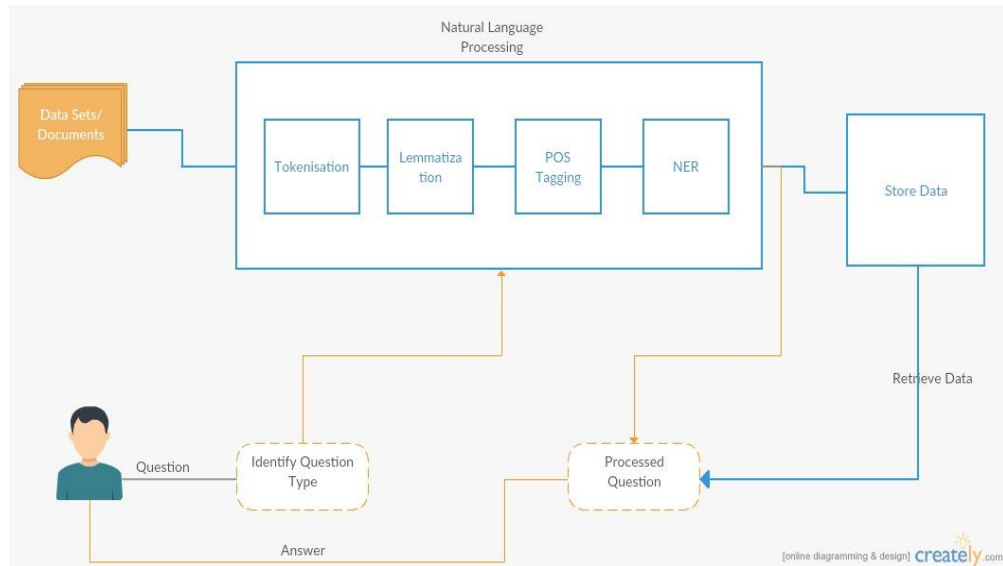 Natural Language
Processing
Data Sets/
Documents
Tokenisation
Lemmatiza
tion
POS
Tagging
NER
Store Data
Retrieve Data
Question
Identify Question
Type
Processed
Question
Answer
[online diagramming & design] creately.com